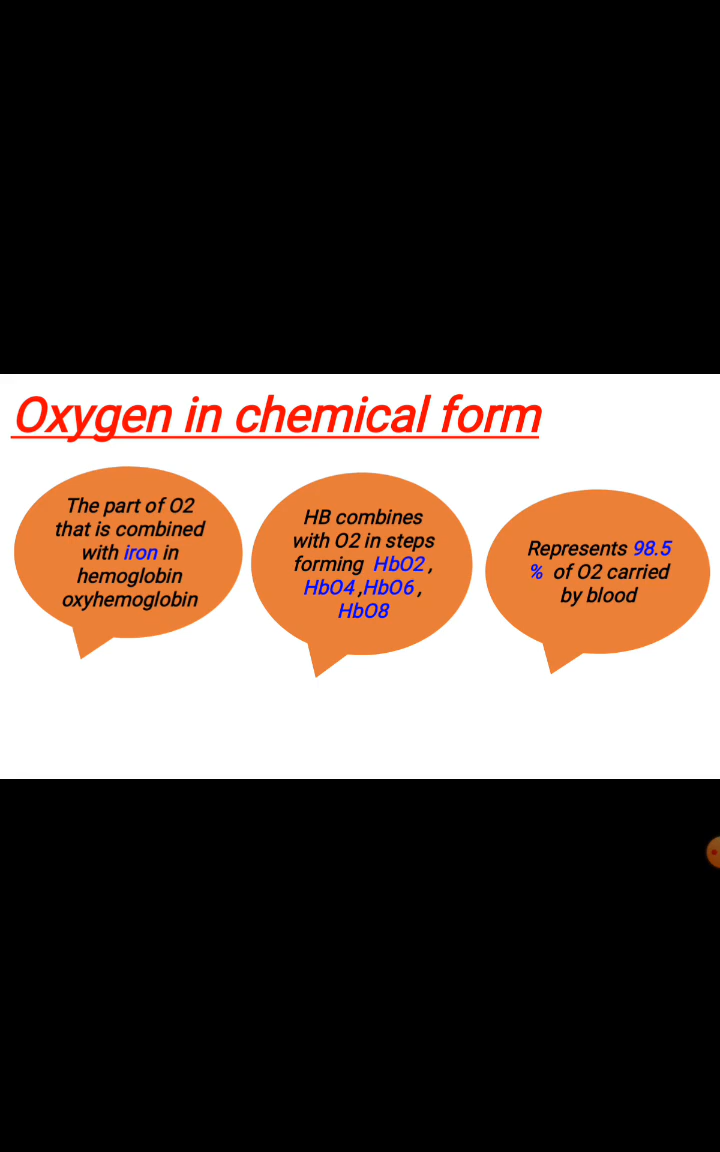 Oxygen in chemical form
The part of O2
that is combined
with iron in
hemoglobin
oxyhemoglobin
HB combines
with O2 in steps
forming HbO2 ,
HbO4 ,HbO6 ,
HbO8
Represents 98.5
% of O2 carried
by blood